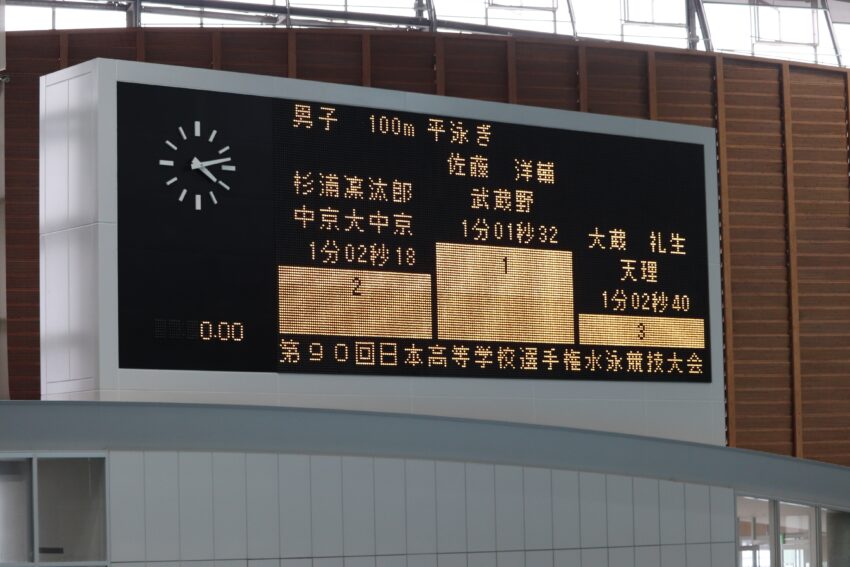 男子 100m 平泳ぎ
佐藤 洋輔
武蔵野
1分01秒32
1
杉浦凜汰郎
中京大中京
1分02秒18
2
大蔵 礼生
天理
1分02秒40
3
0.00
第90回日本高等学校選手権水泳競技大会